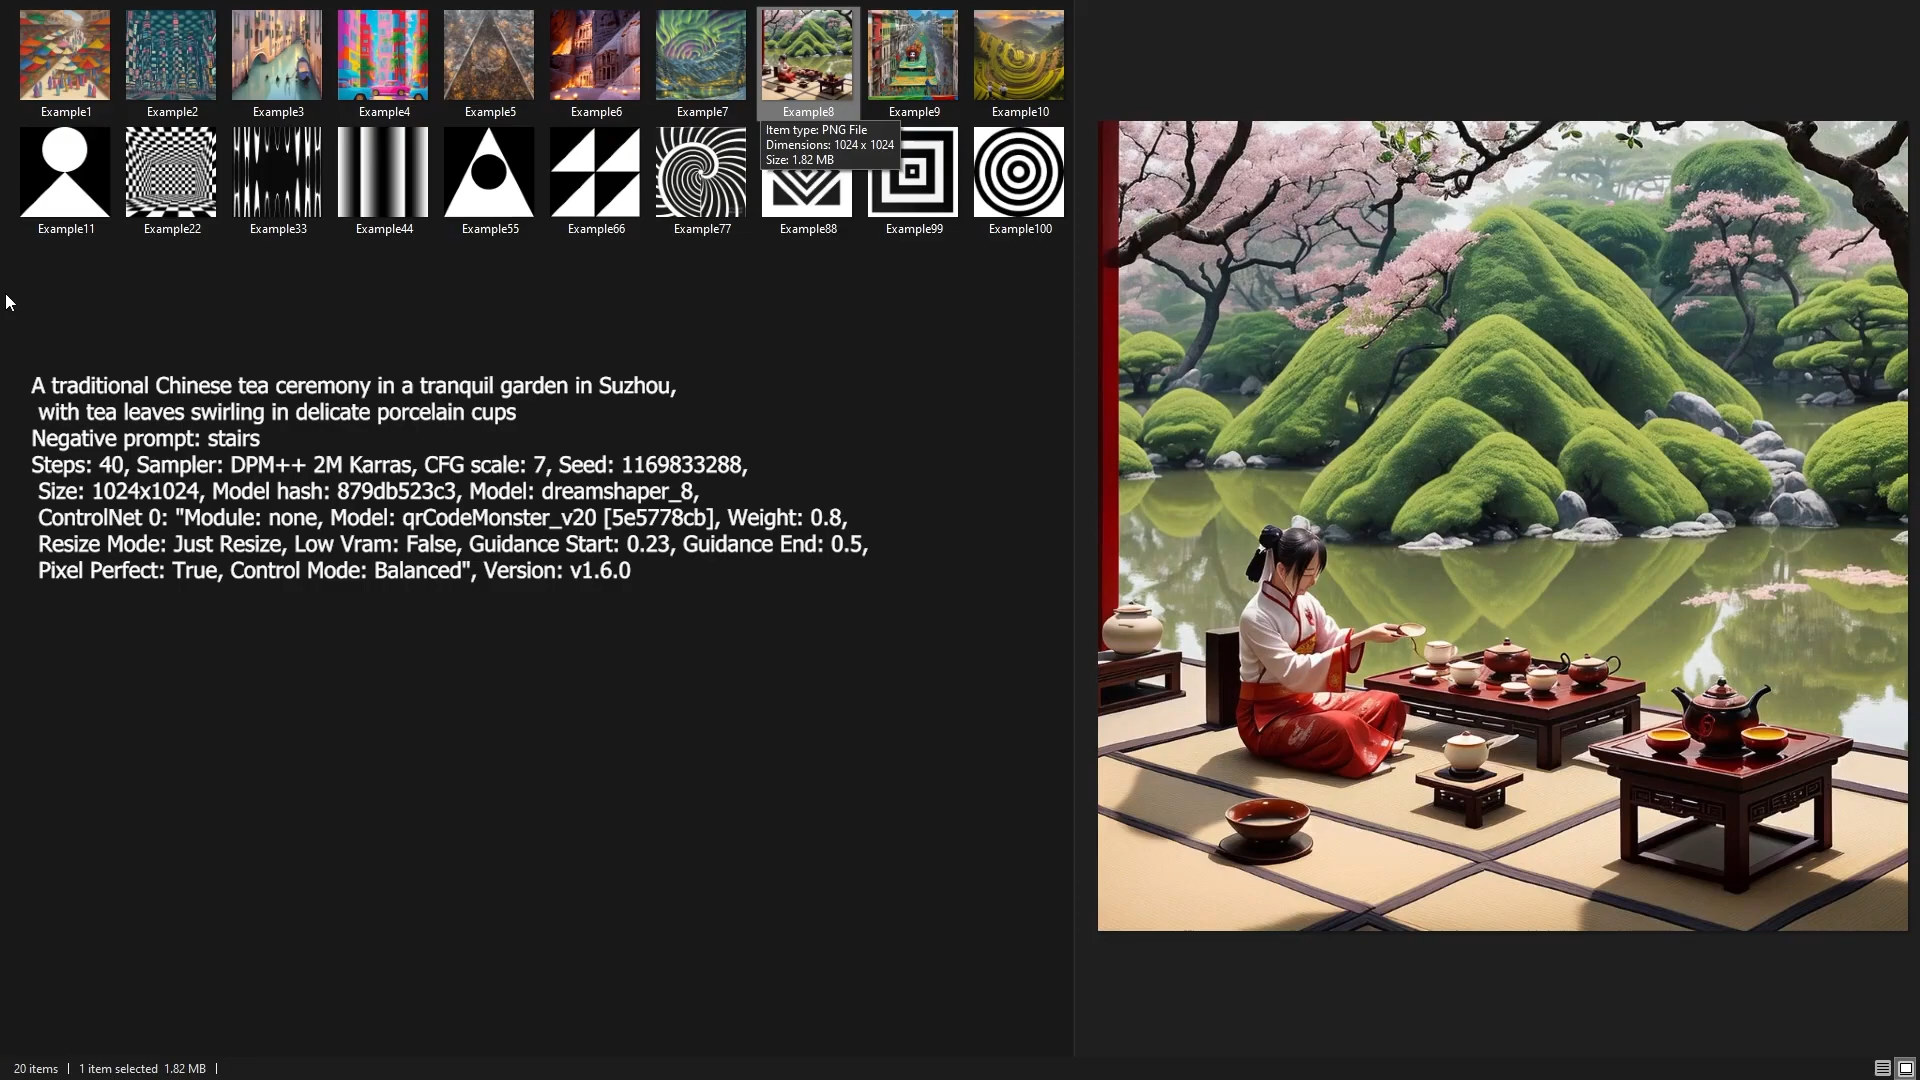 Example1
Example2
Example3
Example4
Example5
Example6
Example7
Example8
Example9
Example10
Item type: PNG File
Dimensions: 1024 x 1024
Size: 1.82 MB
Example11
Example22
Example33
Example44
Example55
Example66
Example77
Example88
Example99
Example100
A traditional Chinese tea ceremony in a tranquil garden in Suzhou,
with tea leaves swirling in delicate porcelain cups
Negative prompt: stairs
Steps: 40, Sampler: DPM++ 2M Karras, CFG scale: 7, Seed: 1169833288,
Size: 1024x1024, Model hash: 879db523c3, Model: dreamshaper_8,
ControlNet 0: "Module: none, Model: qrCodeMonster_v20 [5e5778cb], Weight: 0.8,
Resize Mode: Just Resize, Low Vram: False, Guidance Start: 0.23, Guidance End: 0.5,
Pixel Perfect: True, Control Mode: Balanced", Version: v1.6.0
20 items | 1 item selected 1.82 MB |